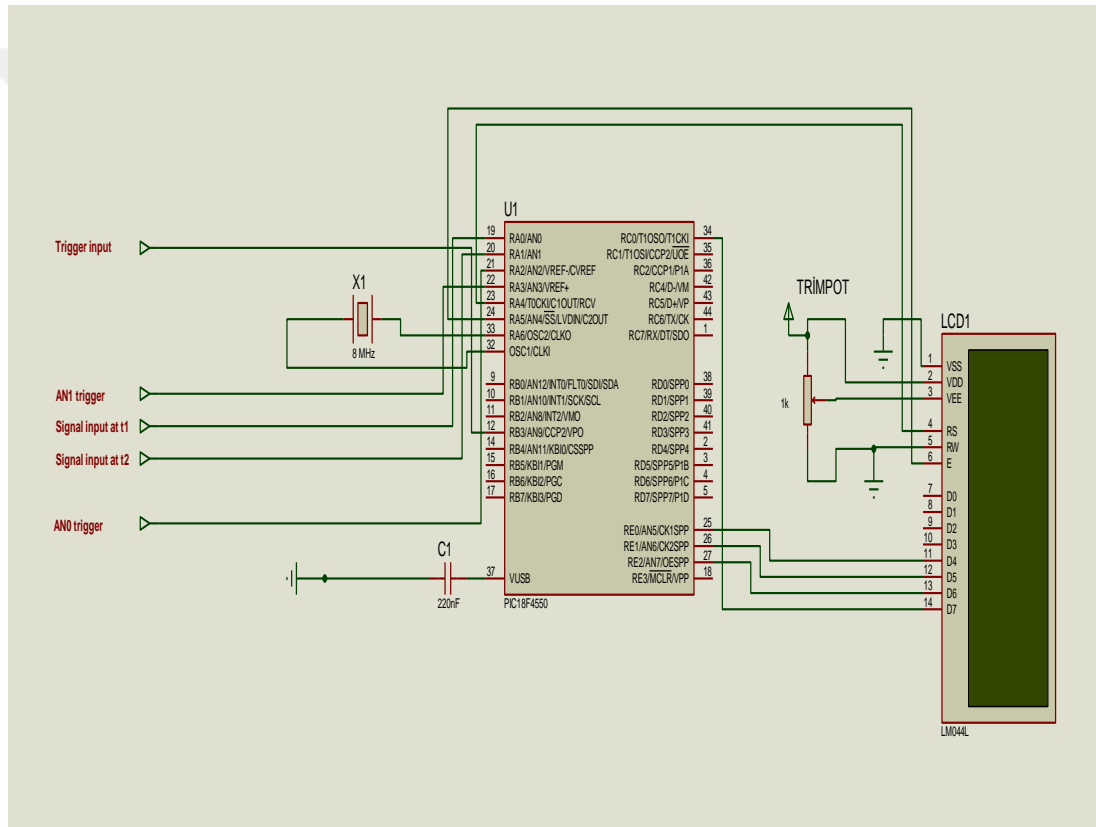 Trigger input
AN1 trigger
Signal input at t1
Signal input at t2
AN0 trigger
X1
8 MHz
C1
220nF
U1
19 RA0/AN0
20 RA1/AN1
21 RA2/AN2/VREF-/CVREF
22 RA3/AN3/VREF+
23 RA4/T0CKI/C1OUT/RCV
24 RA5/AN4/SS/LVDIN/C2OUT
33 RA6/OSC2/CLKO
32 OSC1/CLKI
9 RB0/AN12/INT0/FLT0/SDI/SDA
10 RB1/AN10/INT1/SCK/SCL
11 RB2/AN8/INT2/VMO
12 RB3/AN9/CCP2/VPO
14 RB4/AN11/KBI0/CSSPP
15 RB5/KBI1/PGM
16 RB6/KBI2/PGC
17 RB7/KBI3/PGD
37 VUSB
RC0/T1OSO/T1CKI 34
RC1/T1OSI/CCP2/UOE 35
RC2/CCP1/P1A 36
RC4/D-/VM 42
RC5/D+/VP 43
RC6/TX/CK 44
RC7/RX/DT/SDO 1
RD0/SPP0 38
RD1/SPP1 39
RD2/SPP2 40
RD3/SPP3 41
RD4/SPP4 2
RD5/SPP5/P1B 3
RD6/SPP6/P1C 4
RD7/SPP7/P1D 5
RE0/AN5/CK1SPP 25
RE1/AN6/CK2SPP 26
RE2/AN7/OESPP 27
RE3/MCLR/VPP 18
PIC18F4550
TRİMPOT
1k
LCD1
1 VSS
2 VDD
3 VEE
4 RS
5 RW
6 E
7 D0
8 D1
9 D2
10 D3
11 D4
12 D5
13 D6
14 D7
LM044L